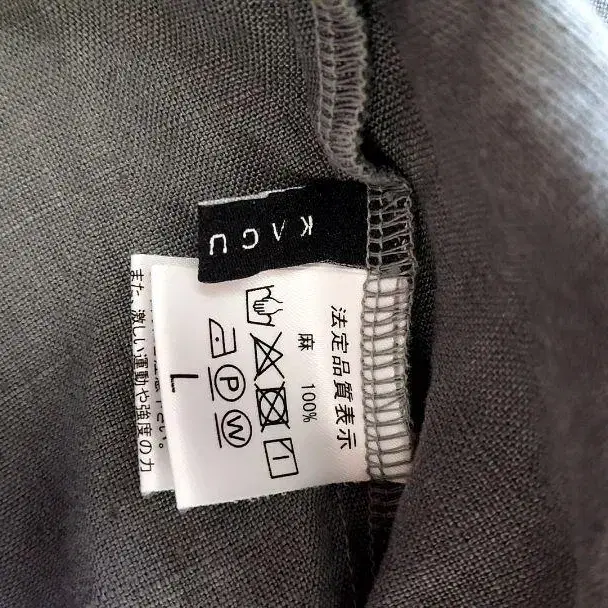 KAGU
法定品質表示
麻 100%
P W
L
また、激しい運動や強度の力